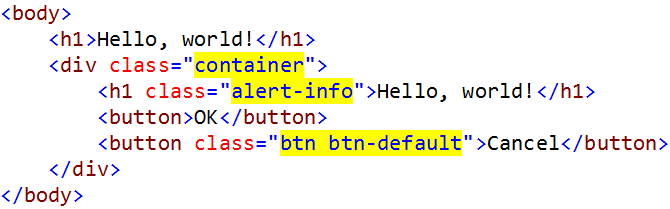 <body>
    <h1>Hello, world!</h1>
    <div class="container">
        <h1 class="alert-info">Hello, world!</h1>
        <button>OK</button>
        <button class="btn btn-default">Cancel</button>
    </div>
</body>